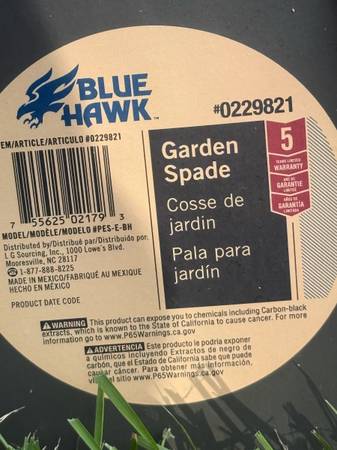 BLUE
HAWK™
#0229821
EM/ARTICLE/ARTICULO #0229821
Garden
Spade
Cosse de
jardin
Pala para
jardín
5
YEARS LIMITED
WARRANTY
ANS DE
GARANTIE
LIMITÉE
AÑOS DE
GARANTÍA
LIMITADA
7 55625 02179 3
MODEL/MODÈLE/MODELO #PES-E-BH
Distributed by/Distribué par/Distribuido por:
L G Sourcing, Inc. 1000 Lowe's Blvd.
Mooresville, NC 28117
1-877-888-8225
MADE IN MEXICO/FABRIQUÉ AU MEXIQUE
HECHO EN MÉXICO
PRODUCT DATE CODE
WARNING This product can expose you to chemicals including Carbon-black
extracts, which is known to the State of California to cause cancer. For more
information go to www.P65Warnings.ca.gov
ADVERTENCIA Este producto le podría exponer
a químicos incluyendo Extractos de negro de
carbón, que el Estado de California sabe que puede
causar cáncer. Para obtener más información,
visite el sitio www.P65Warnings.ca.gov